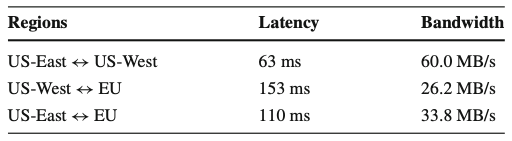 Regions Latency Bandwidth
US-East ↔ US-West 63 ms 60.0 MB/s
US-West ↔ EU 153 ms 26.2 MB/s
US-East ↔ EU 110 ms 33.8 MB/s